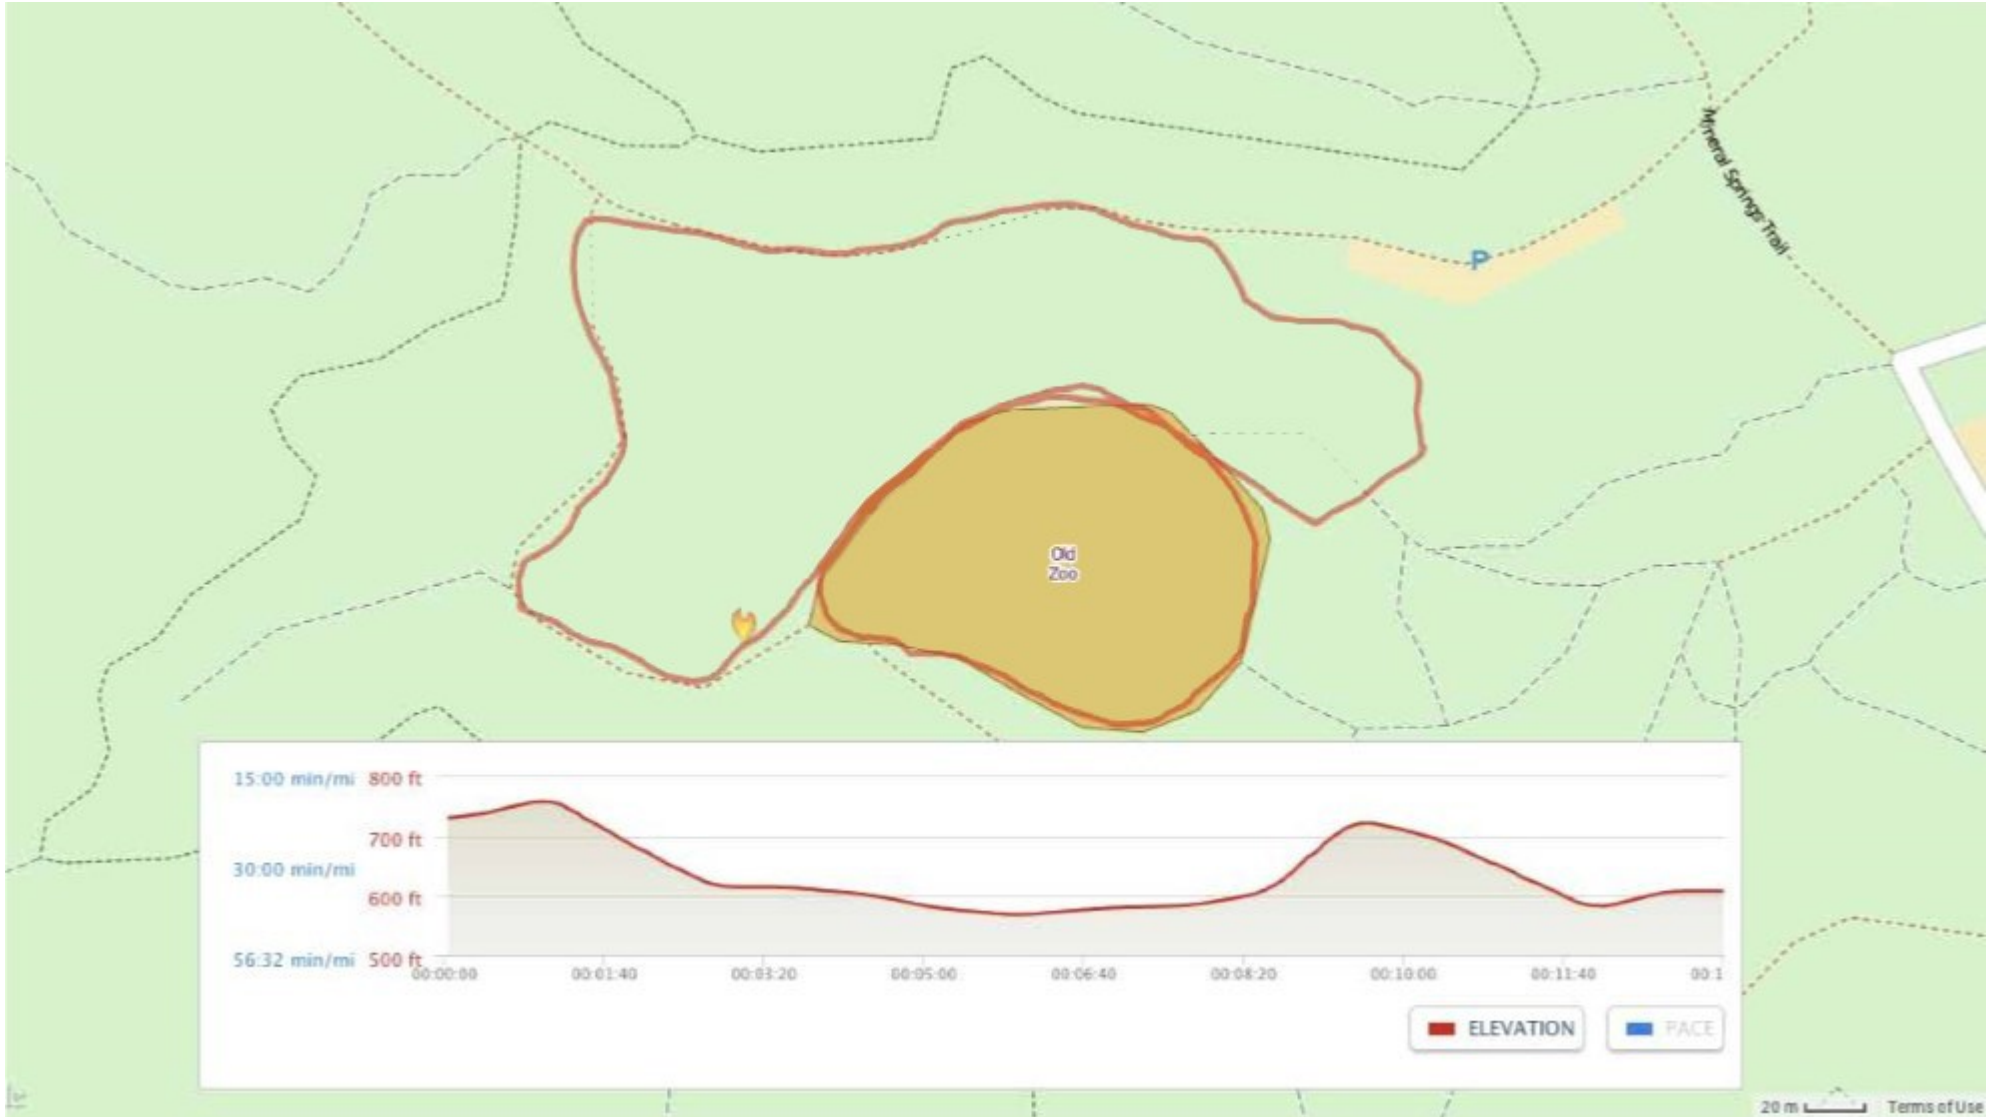 Mineral Springs Trail
P
Old
Zoo
15:00 min/mi 800 ft
700 ft
30:00 min/mi
600 ft
56:32 min/mi 500 ft
00:00:00 00:01:40 00:03:20 00:05:00 00:06:40 00:08:20 00:10:00 00:11:40 00:1
ELEVATION PACE
20 m Terms of Use